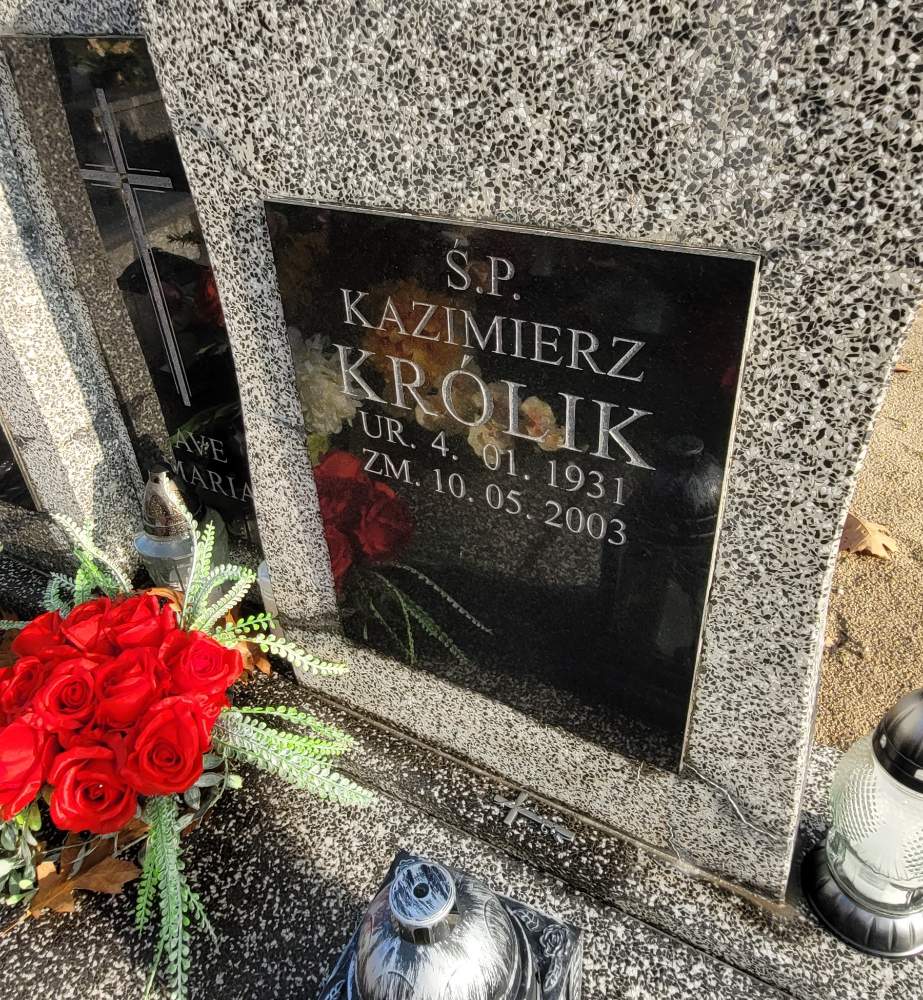 Ś.P.
KAZIMIERZ
KRÓLIK
UR. 4. 01. 1931
ZM. 10. 05. 2003
AVE
MARIA